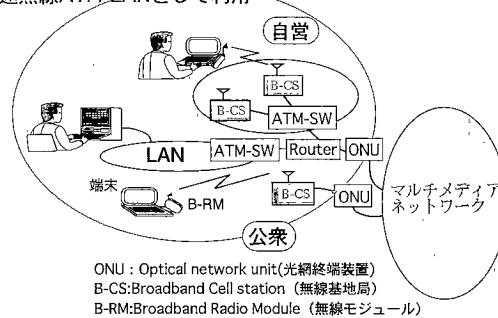 速無線ATM LANとして利用
自営
B-CS
B-CS
ATM-SW
LAN
ATM-SW
Router
ONU
端末
B-RM
B-CS
ONU
マルチメディア
ネットワーク
公衆
ONU : Optical network unit(光網終端装置)
B-CS:Broadband Cell station（無線基地局）
B-RM:Broadband Radio Module（無線モジュール）